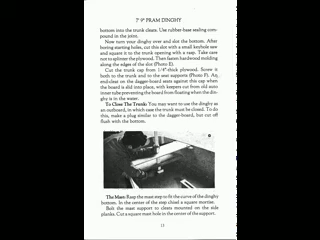 7' 9" PRAM DINGHY
bottom into the trunk cleats. Use rubber-base sealing com-
pound in the joint.
Now turn your dinghy over and slot the bottom. After
boring starting holes, cut this slot with a small keyhole saw
and square it to the trunk opening with a rasp. Take care
not to splinter the plywood. Then fasten hardwood molding
along the edges of the slot (Photo E).
Cut the trunk cap from 1/4"-thick plywood. Screw it
both to the trunk and to the seat supports (Photo F). An
end-cleat on the dagger-board seats against this cap when
the board is slid into place, with keepers cut from old auto
inner tube preventing the board from floating when the din-
ghy is in the water.
To Close The Trunk: You may want to use the dinghy as
an outboard, in which case the trunk must be closed. To do
this, make a plug similar to the dagger-board, but cut off
flush with the bottom.
The Mast: Rasp the mast step to fit the curve of the dinghy
bottom. In the center of the step chisel a square mortise.
Bolt the mast support to cleats mounted on the side
planks. Cut a square mast hole in the center of the support.